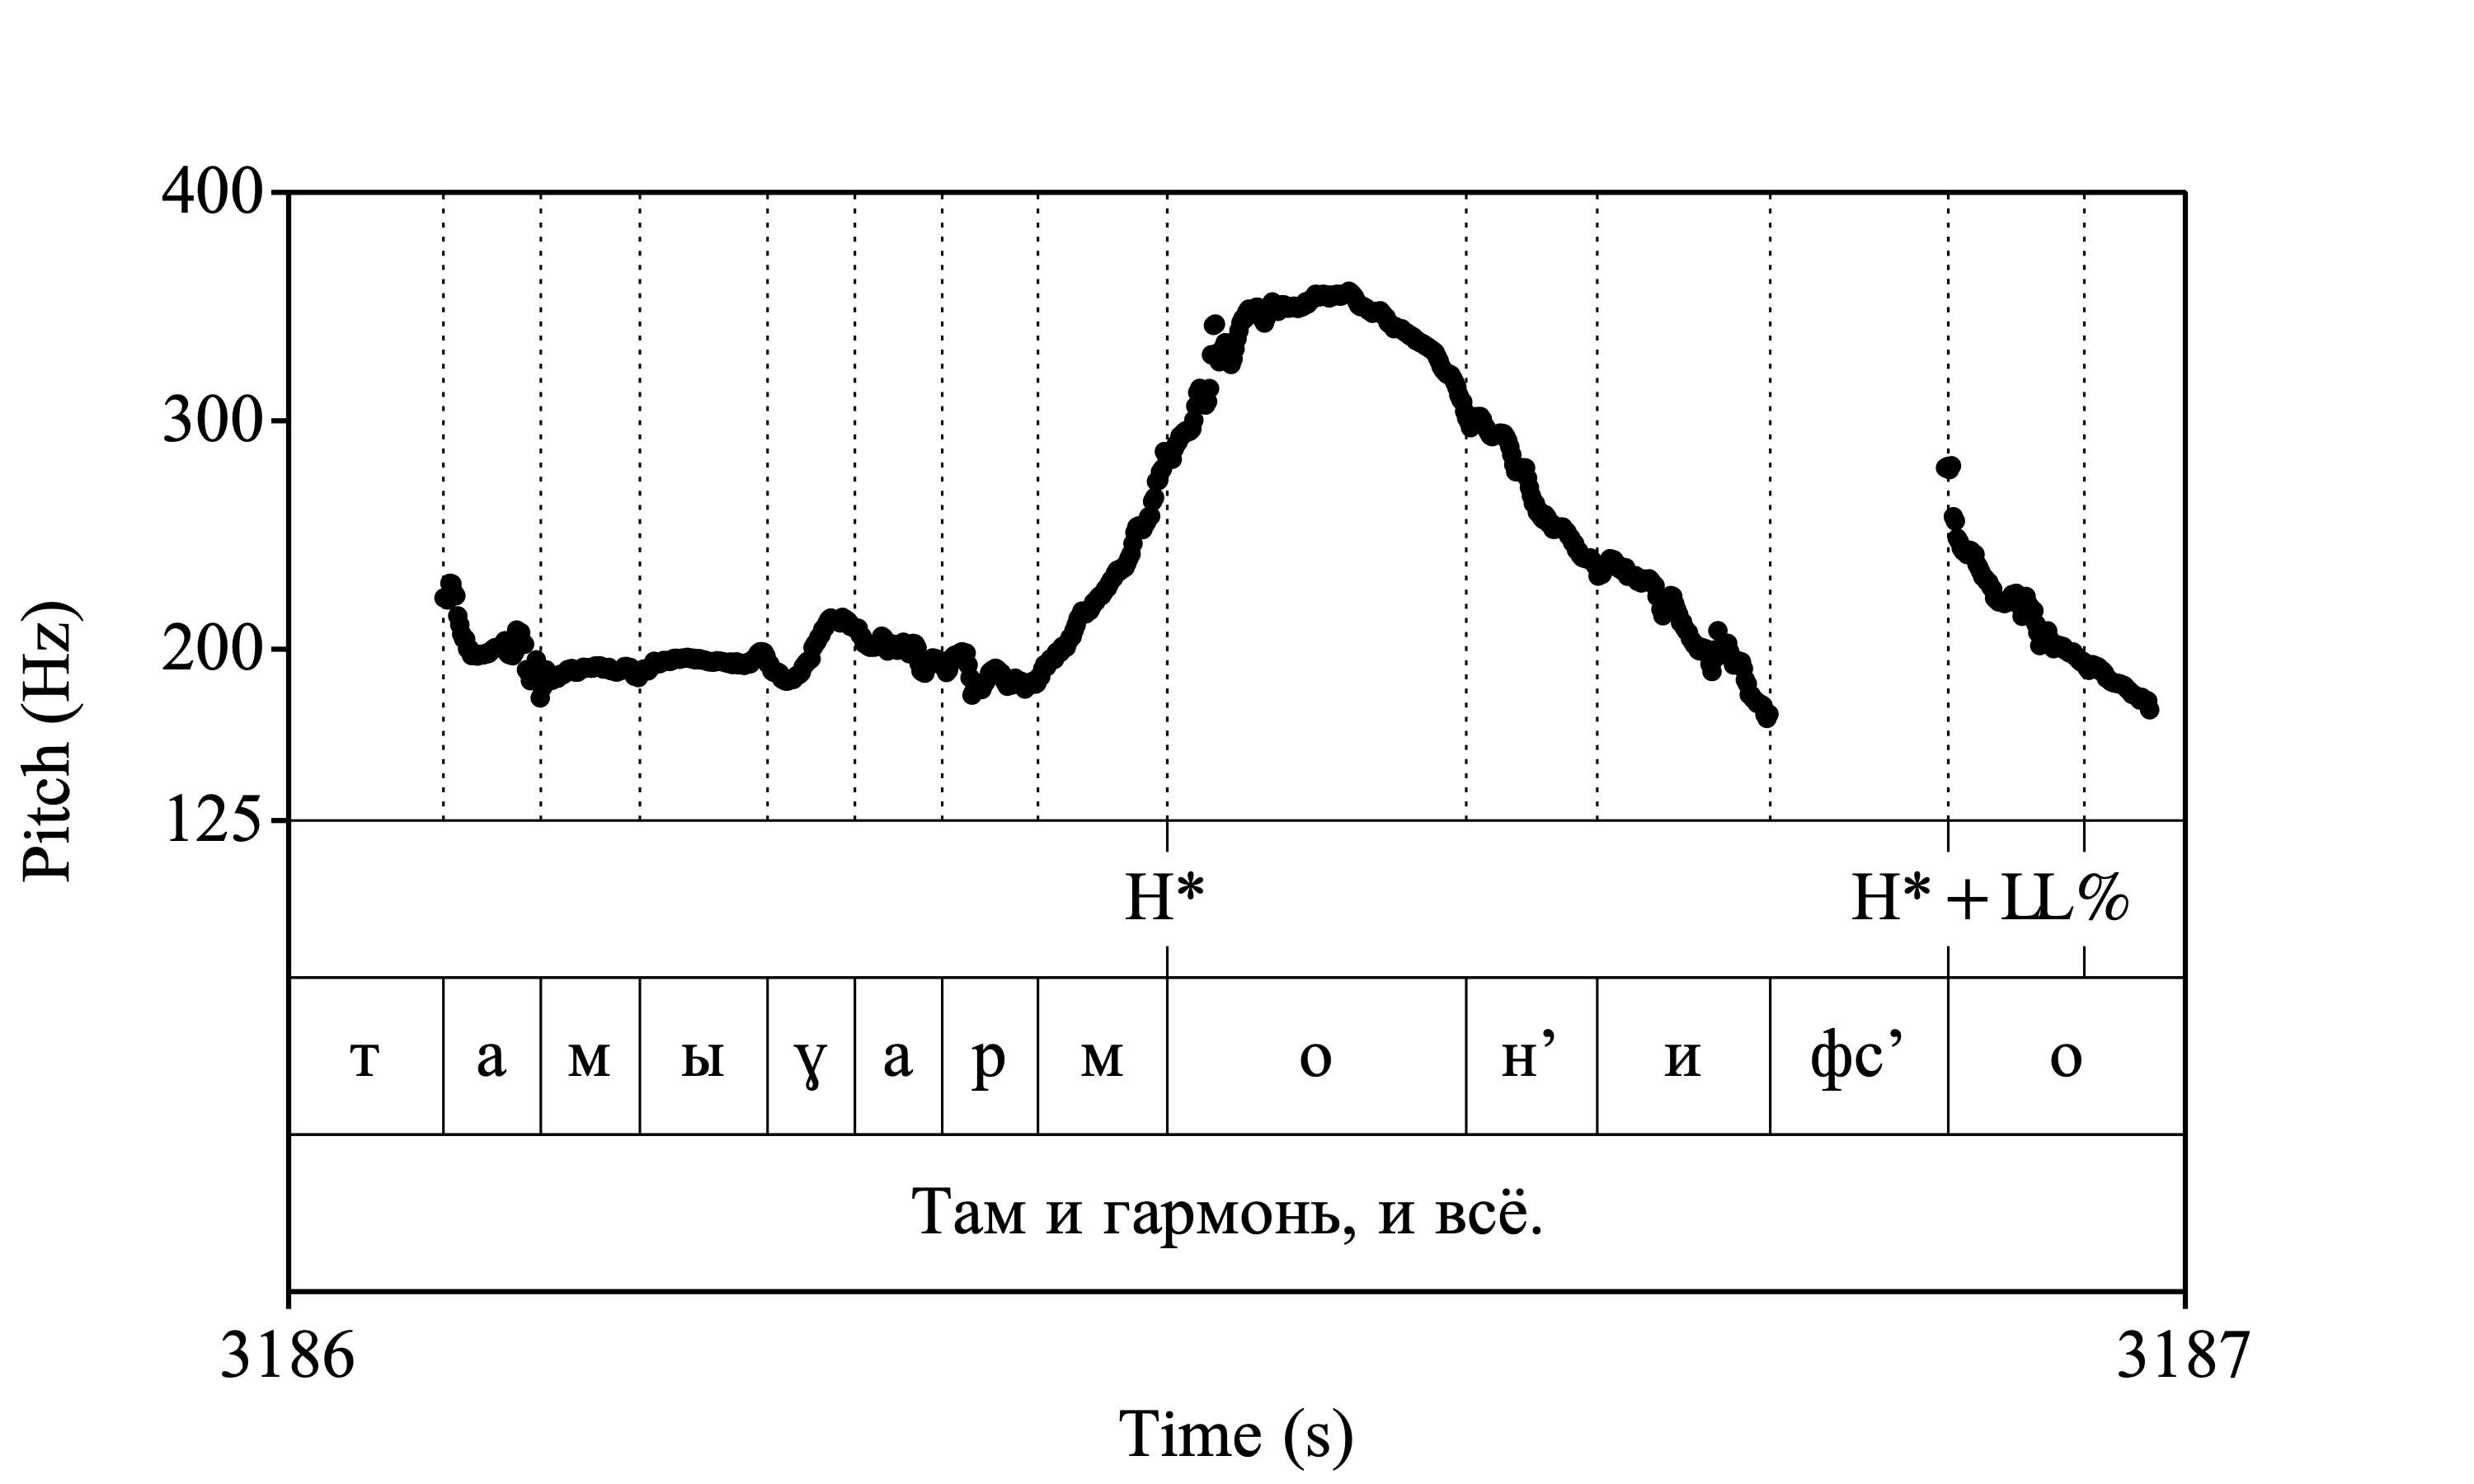 400
300
200
125
Pitch (Hz)
H* H*+LL%
т а м ы ɣ а р м о н’ и фс’ о
Там и гармонь, и всё.
3186 3187
Time (s)